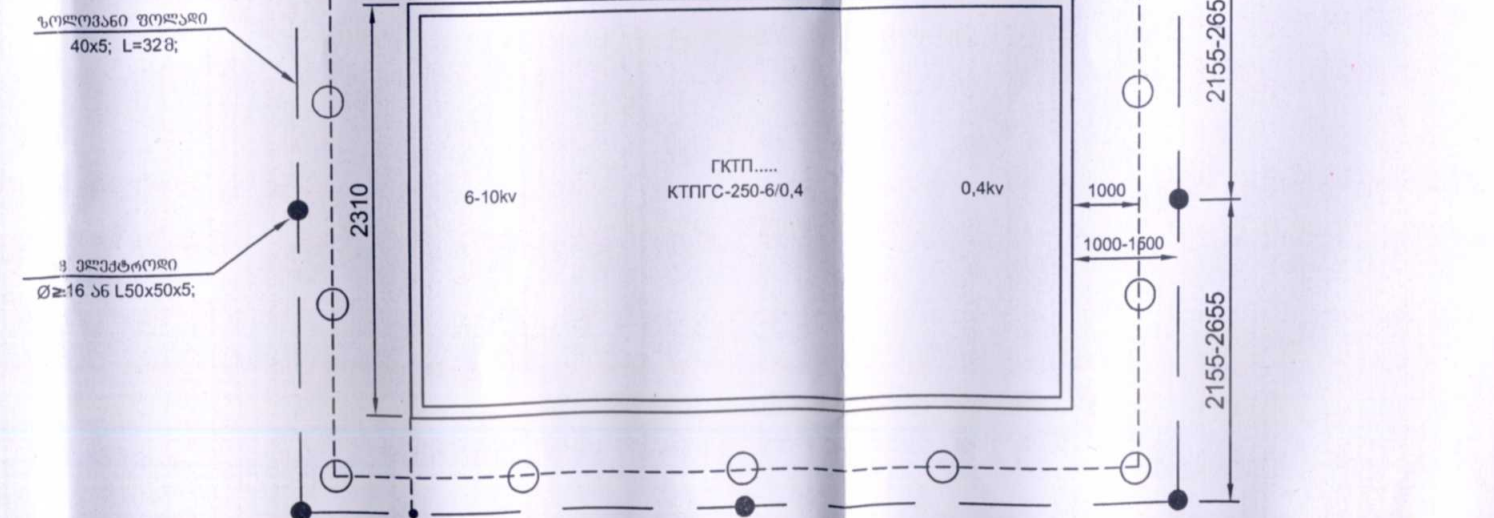 ზოლოვანი ფოლადი
40x5; L=32მ;
2310
6-10kv
ГКТП.....
КТПГС-250-6/0,4
0,4kv
1000
1000-1500
2155-2655
2155-2655
8 ელექტროდი
Ø≥16 ან L50x50x5;